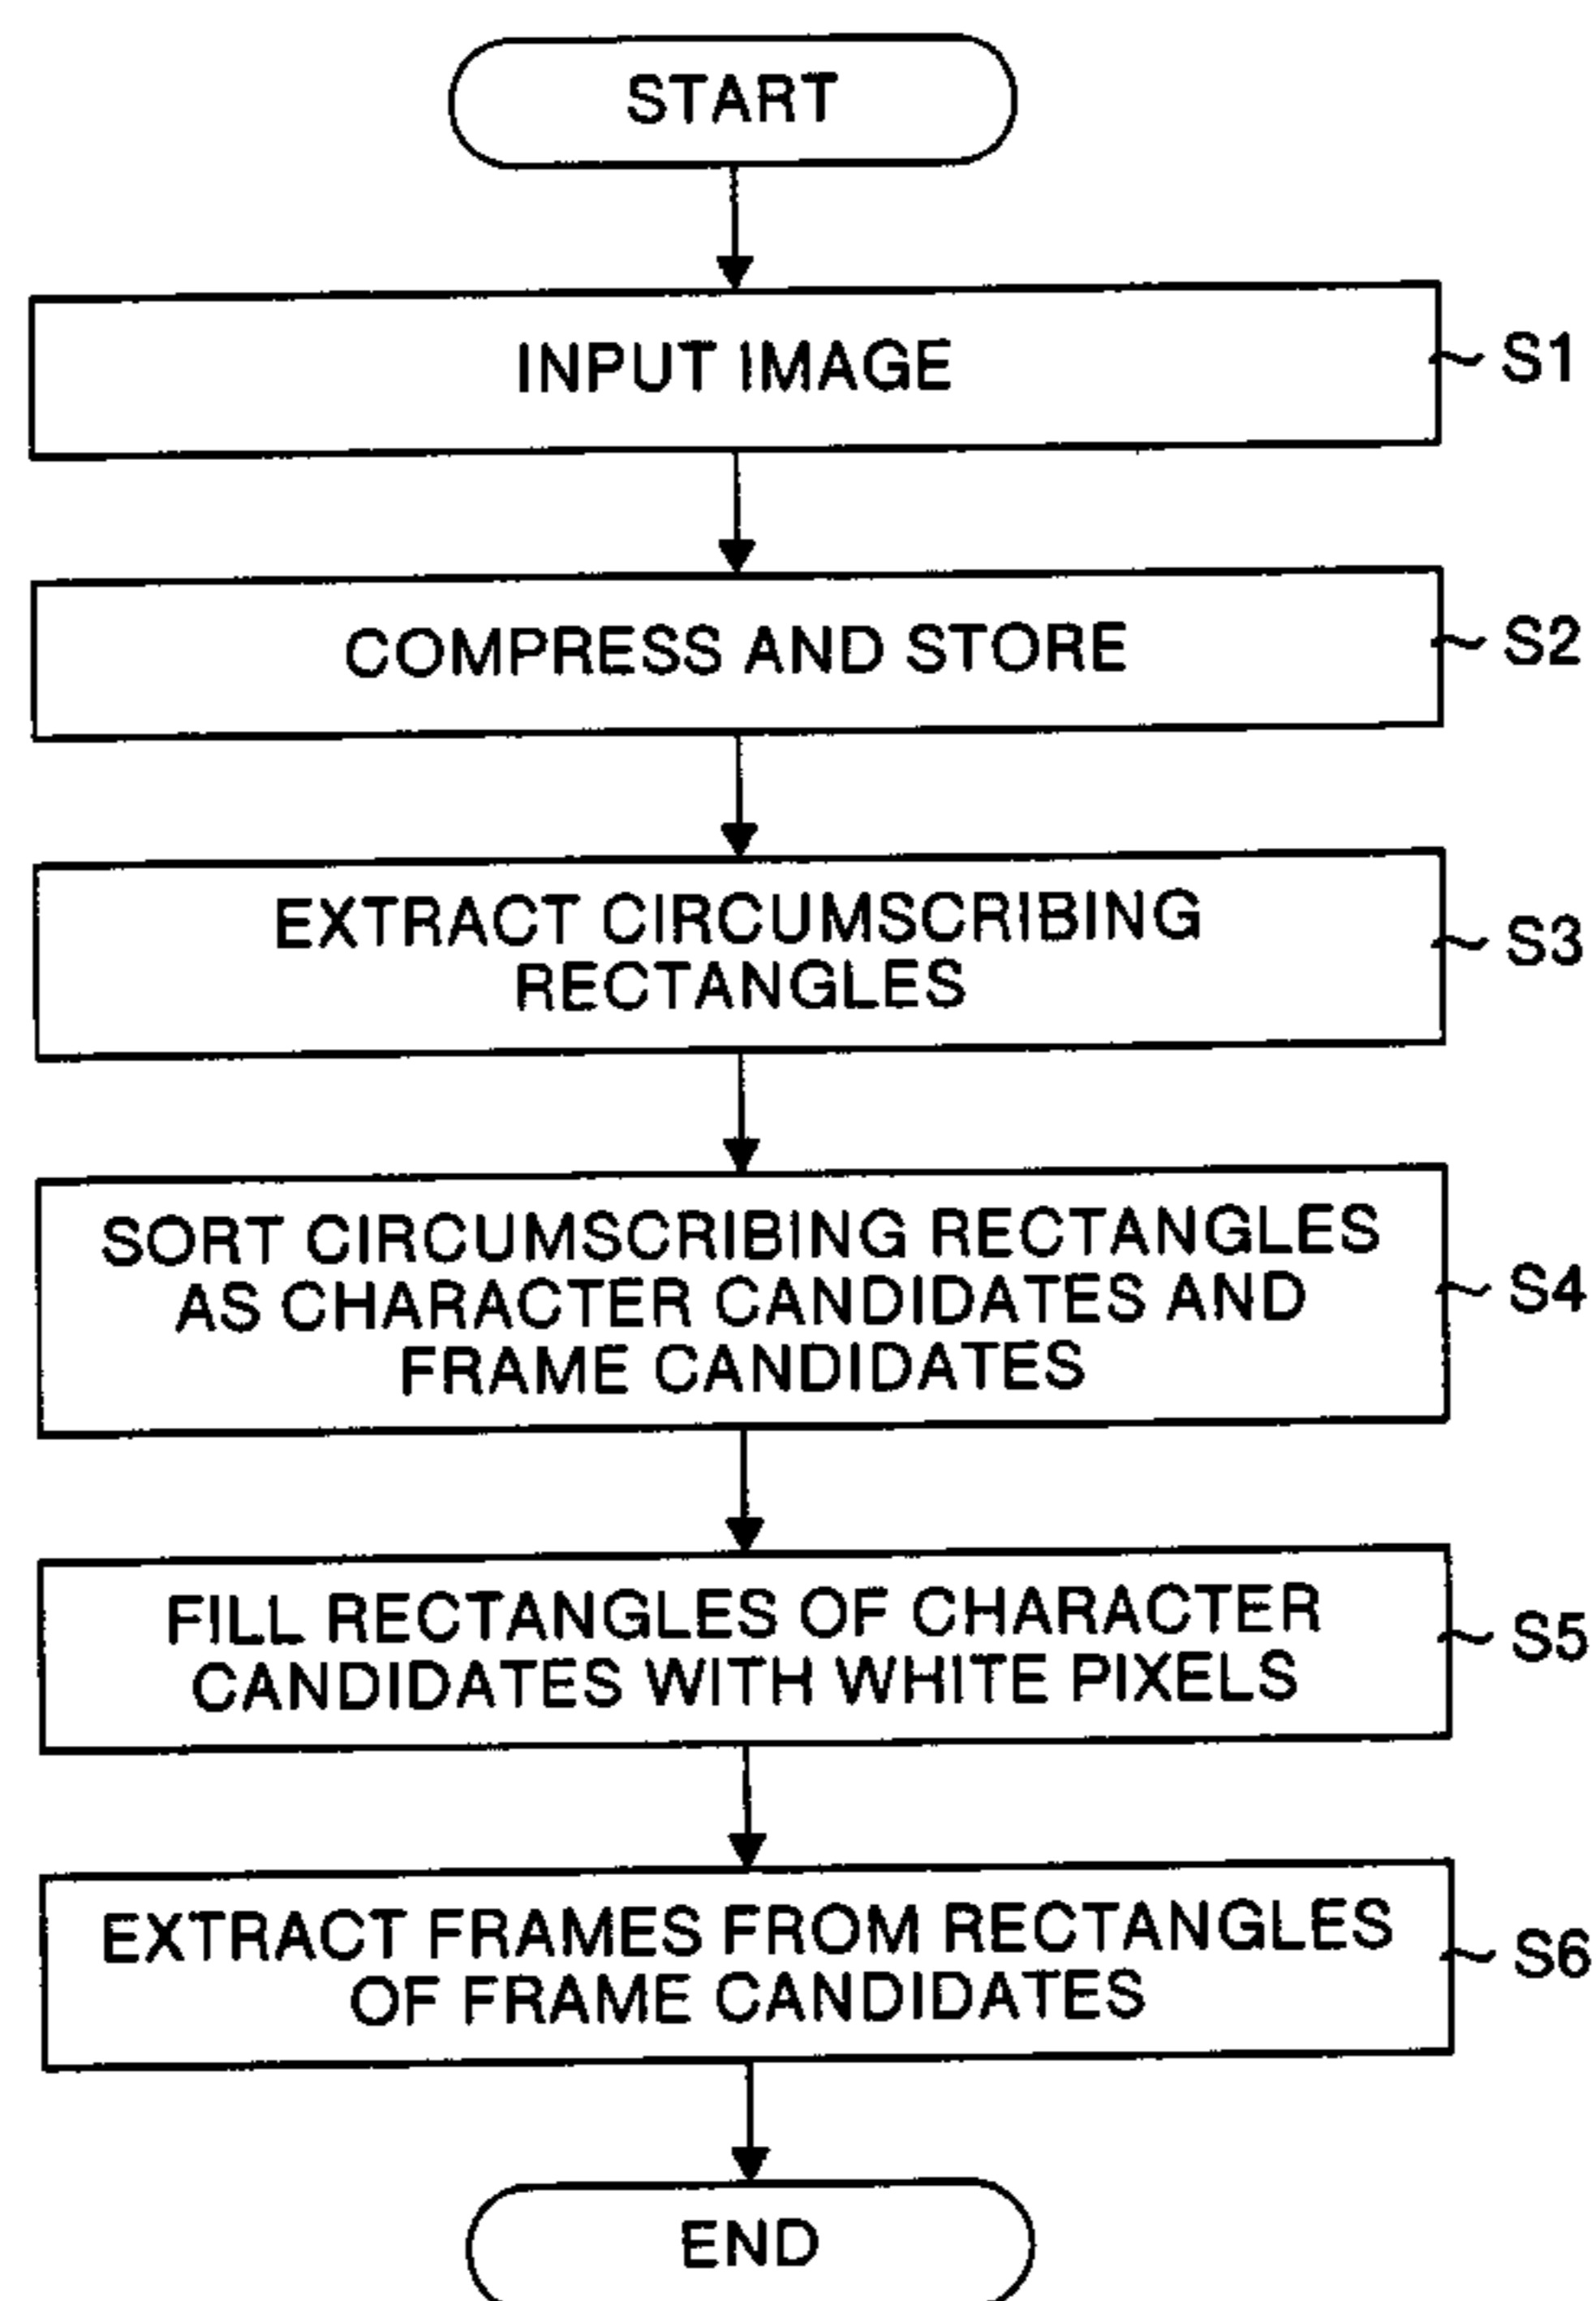 START
INPUT IMAGE
S1
COMPRESS AND STORE
S2
EXTRACT CIRCUMSCRIBING
RECTANGLES
S3
SORT CIRCUMSCRIBING RECTANGLES
AS CHARACTER CANDIDATES AND
FRAME CANDIDATES
S4
FILL RECTANGLES OF CHARACTER
CANDIDATES WITH WHITE PIXELS
S5
EXTRACT FRAMES FROM RECTANGLES
OF FRAME CANDIDATES
S6
END